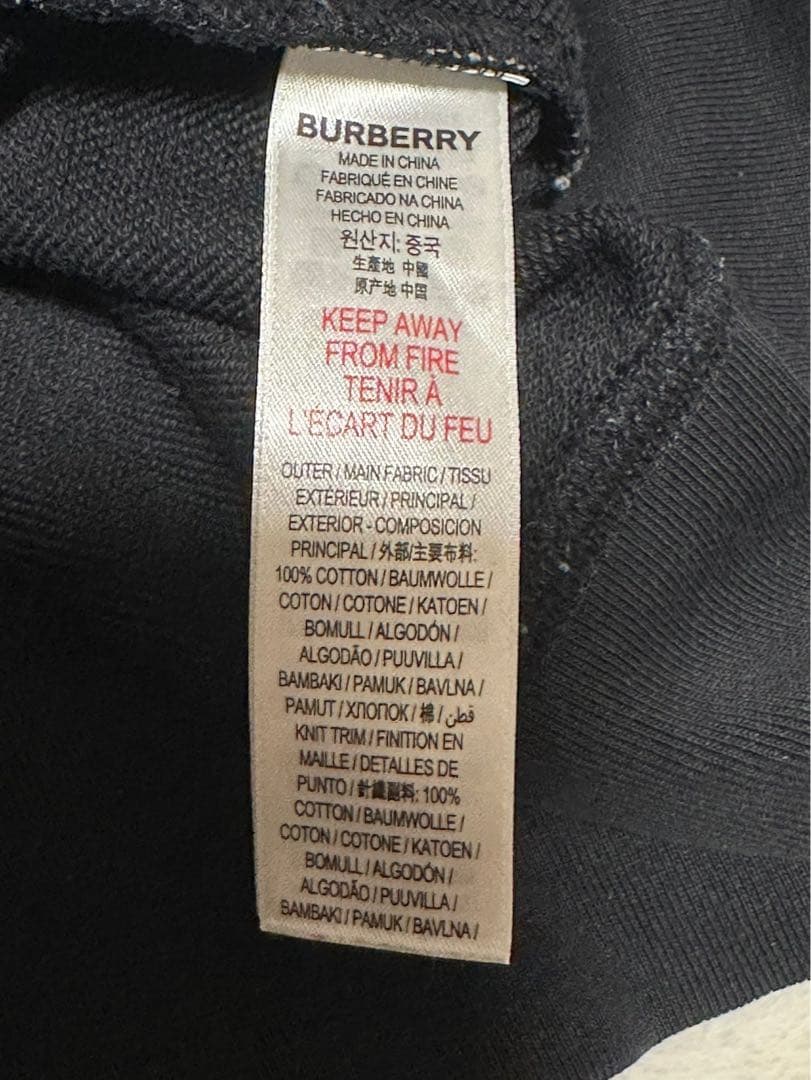 BURBERRY
MADE IN CHINA
FABRIQUÉ EN CHINE
FABRICADO NA CHINA
HECHO EN CHINA
원산지: 중국
生產地 中國
原产地 中国
KEEP AWAY
FROM FIRE
TENIR À
L'ÉCART DU FEU
OUTER / MAIN FABRIC / TISSU
EXTÉRIEUR / PRINCIPAL /
EXTERIOR - COMPOSICION
PRINCIPAL / 外部/主要布料:
100% COTTON / BAUMWOLLE /
COTON / COTONE / KATOEN /
BOMULL / ALGODÓN /
ALGODÃO / PUUVILLA /
BAMBAKI / PAMUK / BAVLNA /
PAMUT / ХЛОПОК / 棉 / قطن /
KNIT TRIM / FINITION EN
MAILLE / DETALLES DE
PUNTO / 針織副料: 100%
COTTON / BAUMWOLLE /
COTON / COTONE / KATOEN /
BOMULL / ALGODÓN /
ALGODÃO / PUUVILLA /
BAMBAKI / PAMUK / BAVLNA /